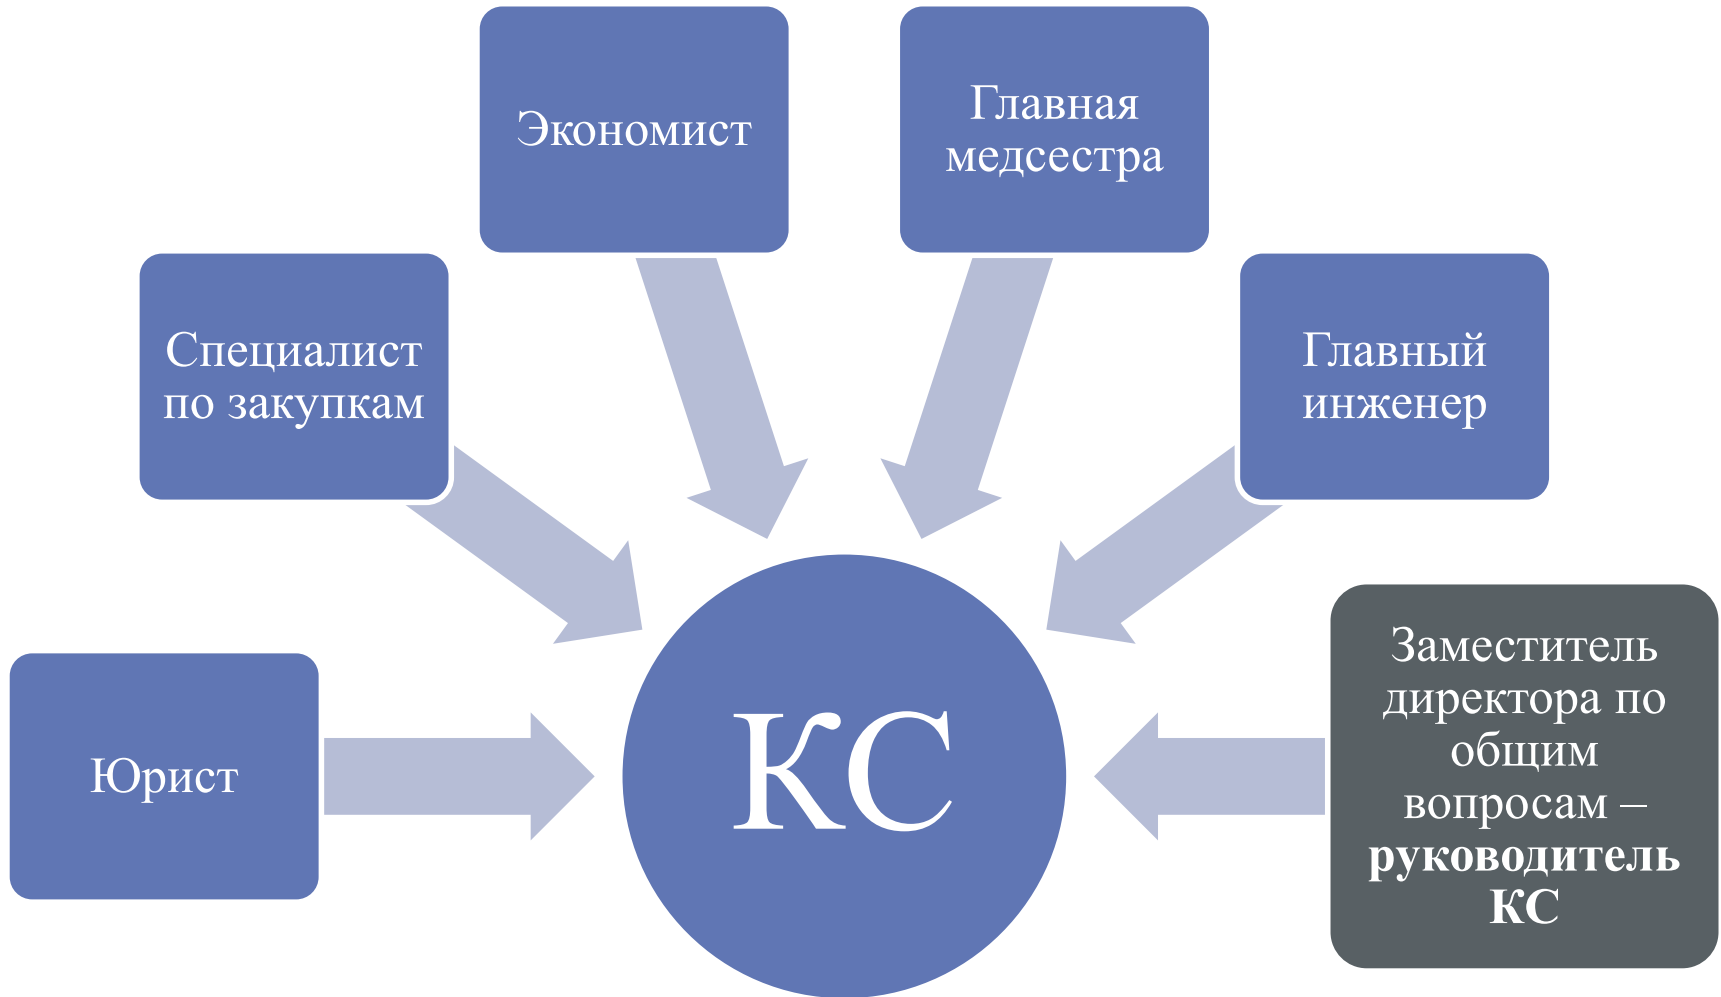 Экономист
Главная
медсестра
Специалист
по закупкам
Главный
инженер
Юрист
КС
Заместитель
директора по
общим
вопросам –
руководитель
КС